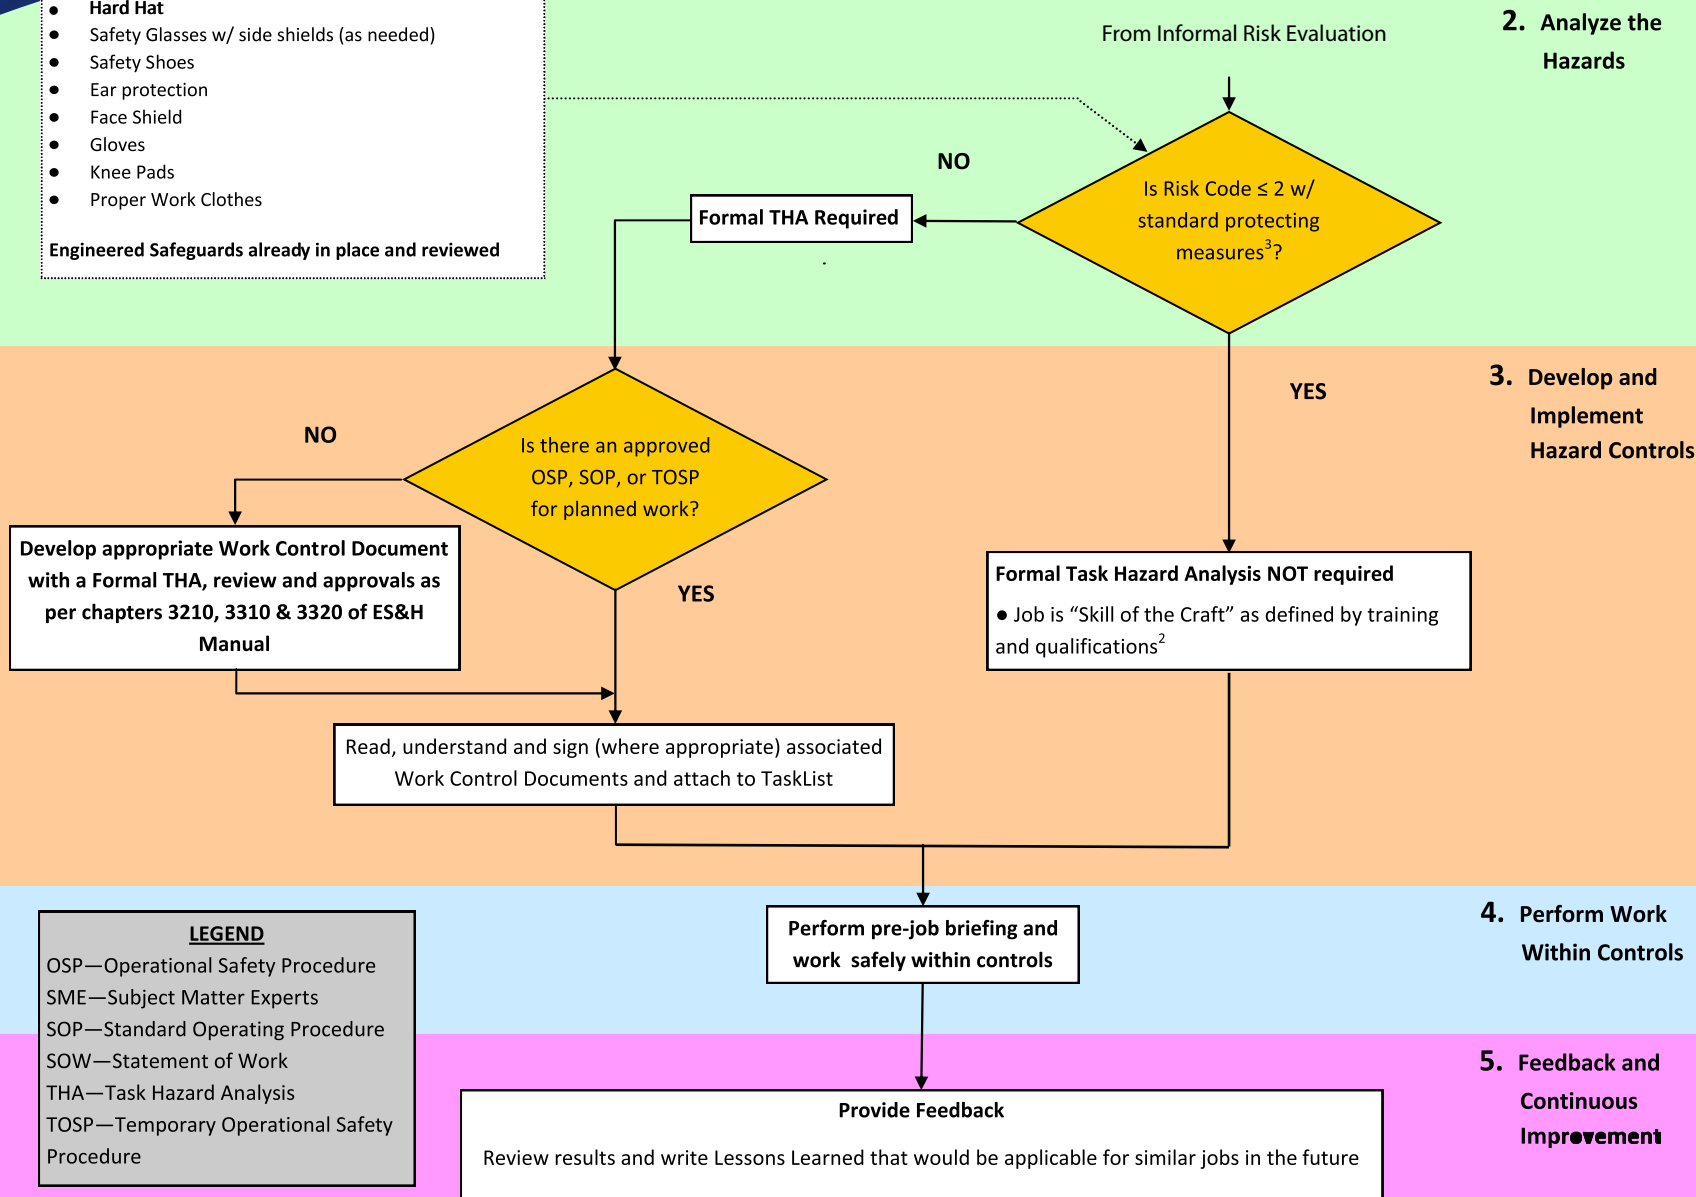 ● Hard Hat
● Safety Glasses w/ side shields (as needed)
● Safety Shoes
● Ear protection
● Face Shield
● Gloves
● Knee Pads
● Proper Work Clothes
Engineered Safeguards already in place and reviewed
From Informal Risk Evaluation
2. Analyze the
Hazards
Is Risk Code ≤ 2 w/
standard protecting
measures3?
NO
Formal THA Required
.
YES
3. Develop and
Implement
Hazard Controls
Is there an approved
OSP, SOP, or TOSP
for planned work?
NO
YES
Develop appropriate Work Control Document
with a Formal THA, review and approvals as
per chapters 3210, 3310 & 3320 of ES&H
Manual
Formal Task Hazard Analysis NOT required
● Job is “Skill of the Craft” as defined by training
and qualifications2
Read, understand and sign (where appropriate) associated
Work Control Documents and attach to TaskList
4. Perform Work
Within Controls
Perform pre-job briefing and
work safely within controls
LEGEND
OSP—Operational Safety Procedure
SME—Subject Matter Experts
SOP—Standard Operating Procedure
SOW—Statement of Work
THA—Task Hazard Analysis
TOSP—Temporary Operational Safety
Procedure
5. Feedback and
Continuous
Improvement
Provide Feedback
Review results and write Lessons Learned that would be applicable for similar jobs in the future